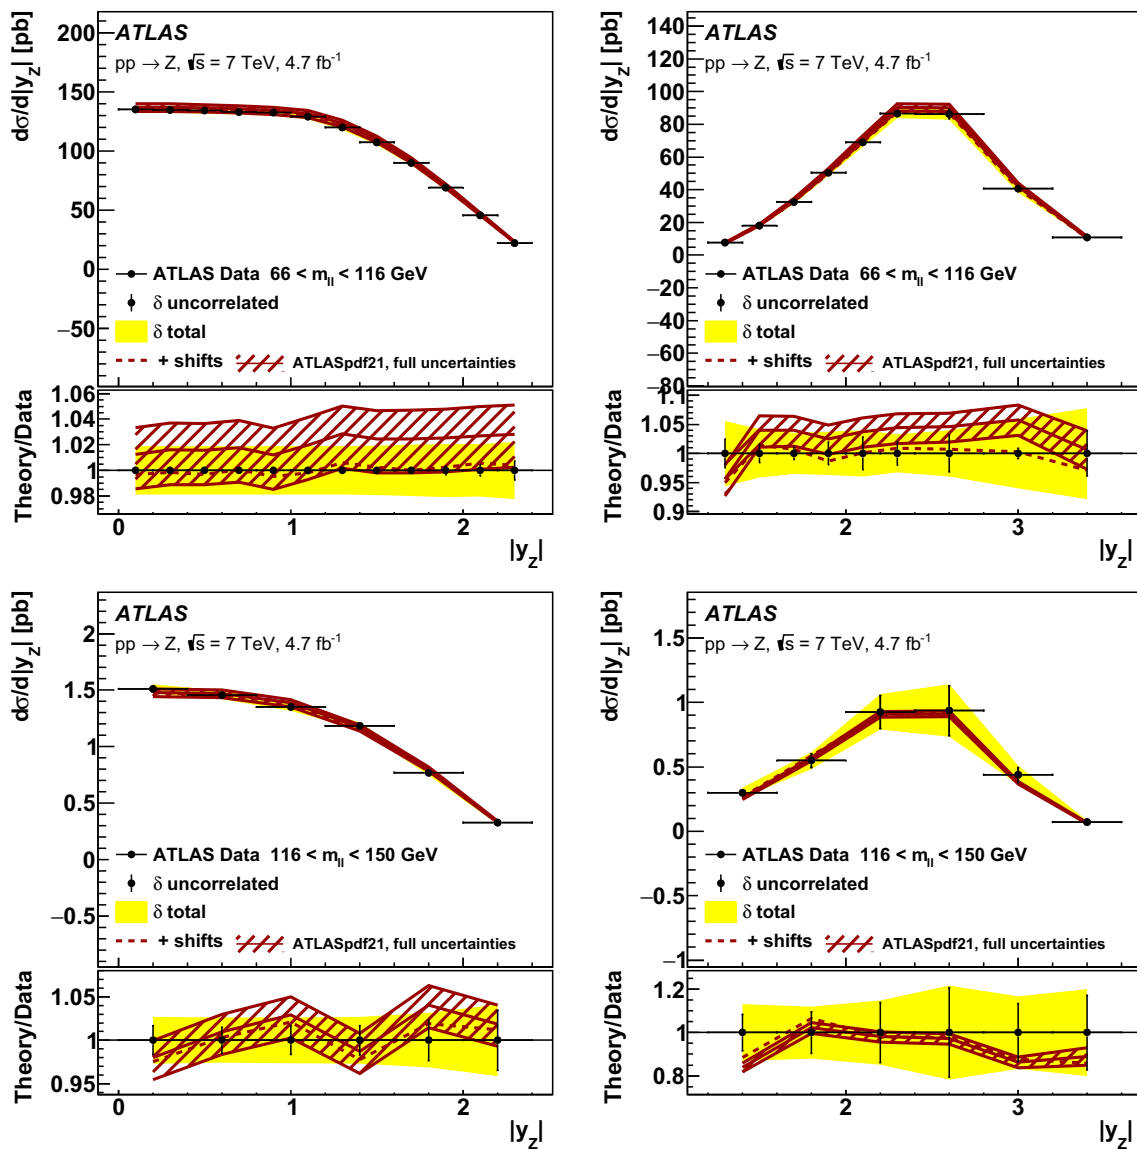 ATLAS
pp → Z, √s = 7 TeV, 4.7 fb⁻¹
dσ/d|y_Z| [pb]
200
150
100
50
0
−50
ATLAS Data 66 < m_ll < 116 GeV
δ uncorrelated
δ total
+ shifts
ATLASpdf21, full uncertainties
Theory/Data
1.06
1.04
1.02
1
0.98
0 1 2
|y_Z|
ATLAS
pp → Z, √s = 7 TeV, 4.7 fb⁻¹
dσ/d|y_Z| [pb]
140
120
100
80
60
40
20
0
−20
−40
−60
−80
ATLAS Data 66 < m_ll < 116 GeV
δ uncorrelated
δ total
+ shifts
ATLASpdf21, full uncertainties
Theory/Data
1.1
1.05
1
0.95
0.9
2 3
|y_Z|
ATLAS
pp → Z, √s = 7 TeV, 4.7 fb⁻¹
dσ/d|y_Z| [pb]
2
1.5
1
0.5
0
−0.5
ATLAS Data 116 < m_ll < 150 GeV
δ uncorrelated
δ total
+ shifts
ATLASpdf21, full uncertainties
Theory/Data
1.05
1
0.95
0 1 2
|y_Z|
ATLAS
pp → Z, √s = 7 TeV, 4.7 fb⁻¹
dσ/d|y_Z| [pb]
1.5
1
0.5
0
−0.5
−1
ATLAS Data 116 < m_ll < 150 GeV
δ uncorrelated
δ total
+ shifts
ATLASpdf21, full uncertainties
Theory/Data
1.2
1
0.8
2 3
|y_Z|